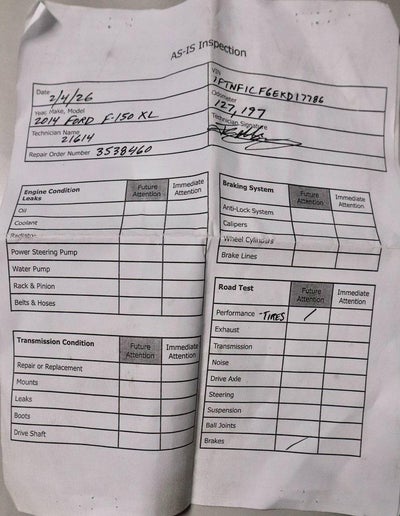 AS-IS Inspection
Date 2/4/26
VIN 1FTNF1CF6EKD17786
Year, Make, Model 2014 FORD F-150 XL
Odometer 127,197
Technician Name 21614
Technician Signature
Repair Order Number 3538460
Engine Condition Future Attention Immediate Attention
Leaks
Oil
Coolant
Radiator
Power Steering Pump
Water Pump
Rack & Pinion
Belts & Hoses
Transmission Condition Future Attention Immediate Attention
Repair or Replacement
Mounts
Leaks
Boots
Drive Shaft
Braking System Future Attention Immediate Attention
Anti-Lock System
Calipers
Wheel Cylinders
Brake Lines
Road Test Future Attention Immediate Attention
Performance -TIRES /
Exhaust
Transmission
Noise
Drive Axle
Steering
Suspension
Ball Joints
Brakes /